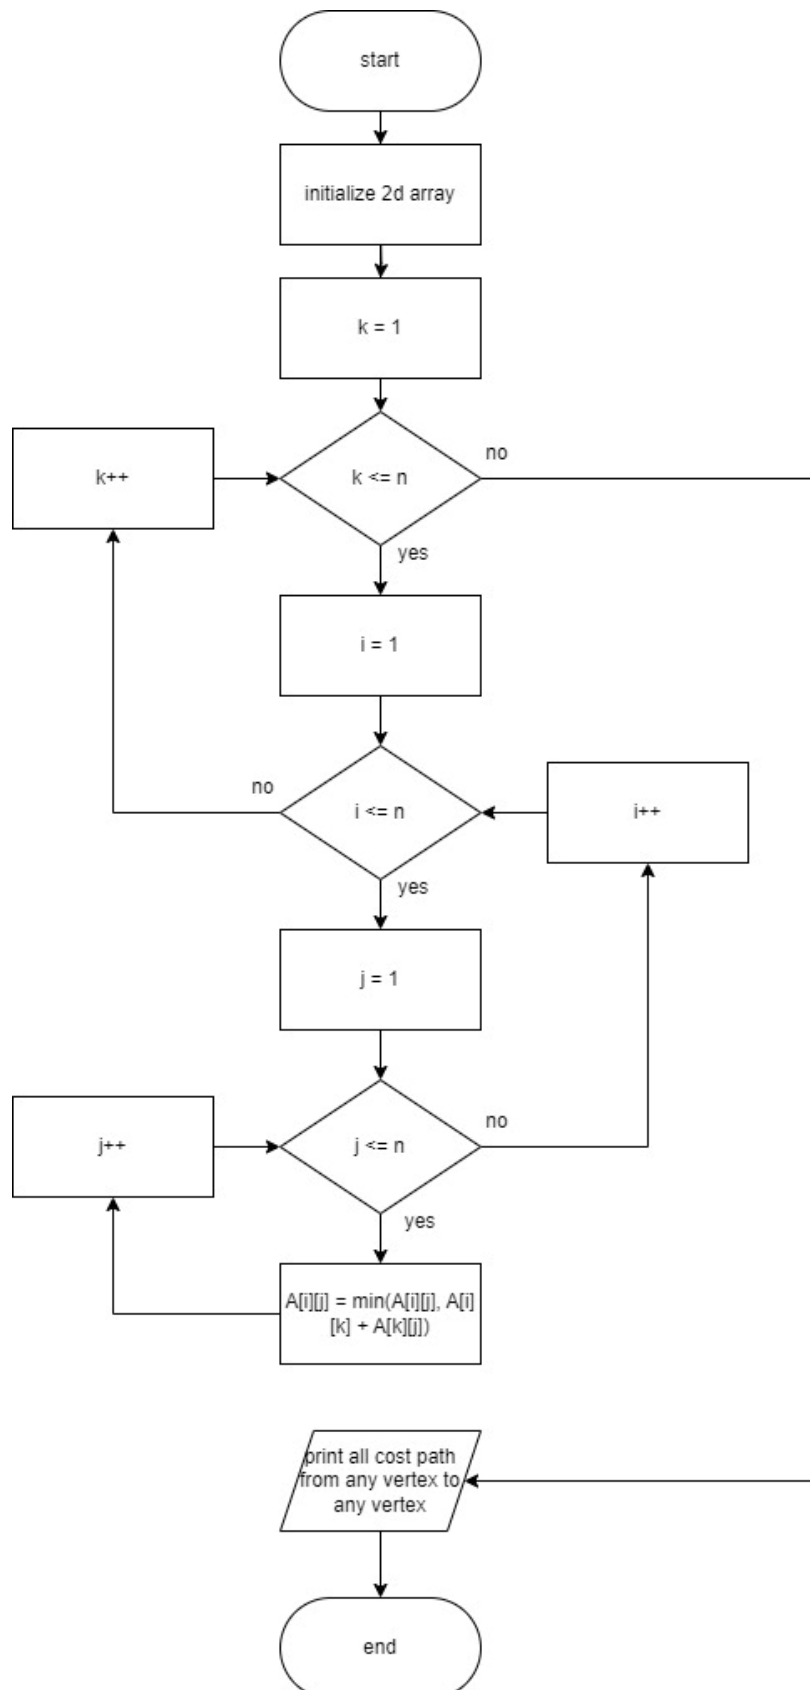 start
initialize 2d array
k = 1
k++
k <= n
no
yes
i = 1
no
i <= n
i++
yes
j = 1
j++
j <= n
no
yes
A[i][j] = min(A[i][j], A[i]
[k] + A[k][j])
print all cost path
from any vertex to
any vertex
end